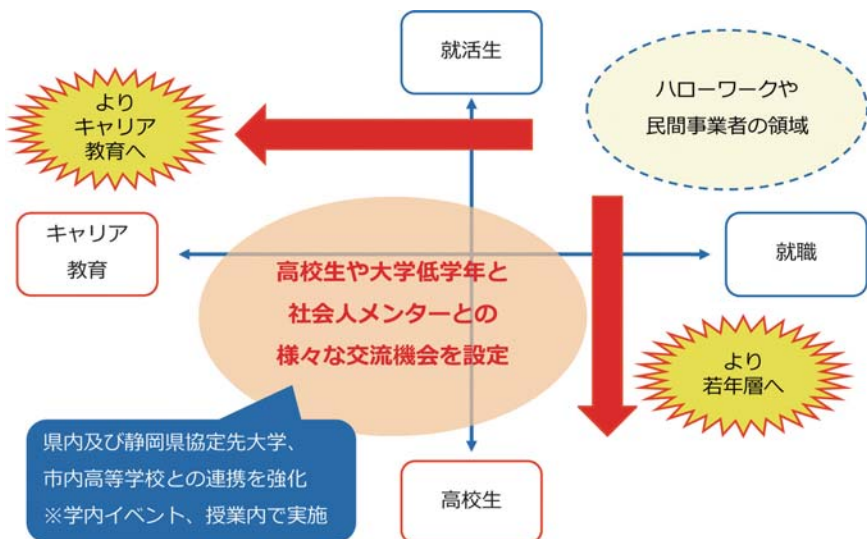 就活生
より
キャリア
教育へ
ハローワークや
民間事業者の領域
キャリア
教育
就職
高校生や大学低学年と
社会人メンターとの
様々な交流機会を設定
より
若年層へ
県内及び静岡県協定先大学、
市内高等学校との連携を強化
※学内イベント、授業内で実施
高校生